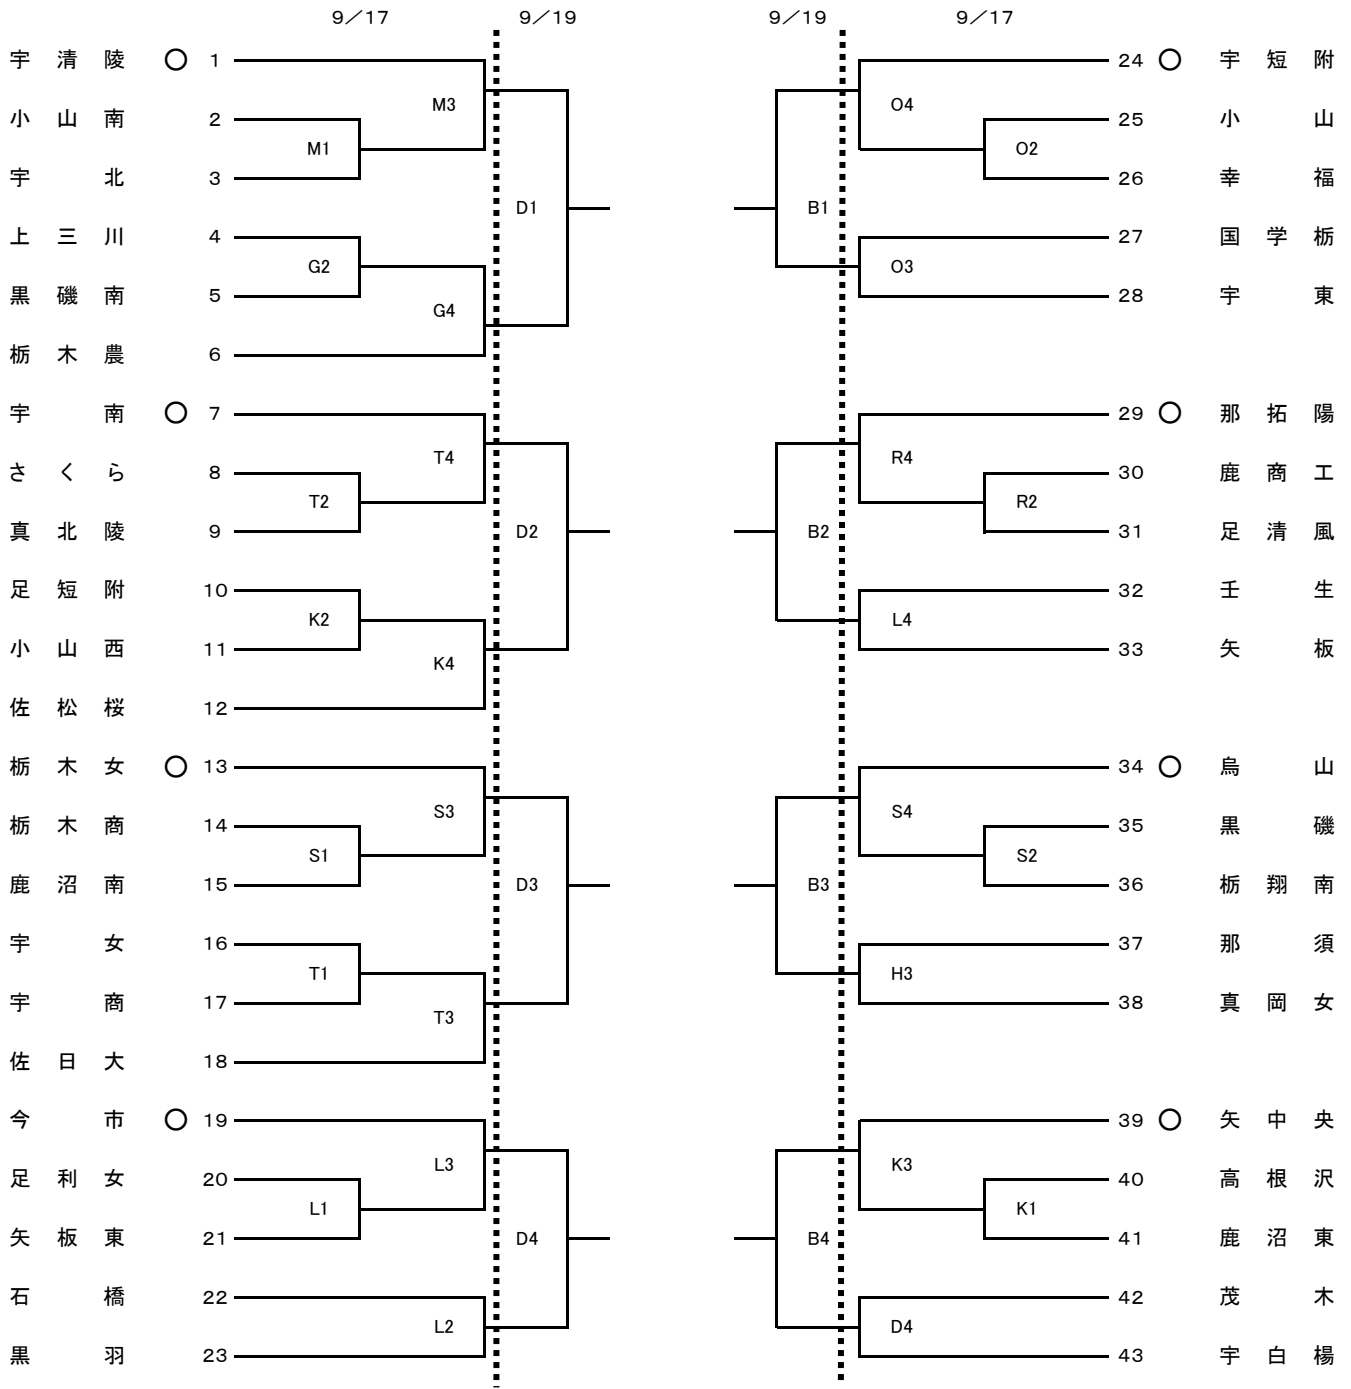 9／17 9／19 9／19 9／17
宇清陵 ○ 1 24 ○ 宇短附
M3 O4
小山南 2 25 小山
M1 O2
宇北 3 26 幸福
D1 B1
上三川 4 27 国学栃
G2 O3
黒磯南 5 28 宇東
G4
栃木農 6
宇南 ○ 7 29 ○ 那拓陽
T4 R4
さくら 8 30 鹿商工
T2 R2
真北陵 9 D2 B2 31 足清風
足短附 10 32 壬生
K2 L4
小山西 11 33 矢板
K4
佐松桜 12
栃木女 ○ 13 34 ○ 烏山
S3 S4
栃木商 14 35 黒磯
S1 S2
鹿沼南 15 D3 B3 36 栃翔南
宇女 16 37 那須
T1 H3
宇商 17 38 真岡女
T3
佐日大 18
今市 ○ 19 39 ○ 矢中央
L3 K3
足利女 20 40 高根沢
L1 K1
矢板東 21 D4 B4 41 鹿沼東
石橋 22 42 茂木
L2 D4
黒羽 23 43 宇白楊